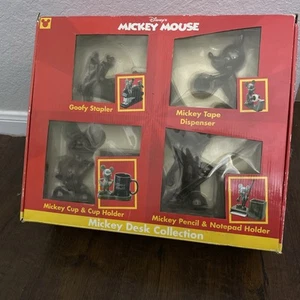 Disney's
MICKEY MOUSE
Goofy Stapler
Mickey Tape
Dispenser
Mickey Cup & Cup Holder
Mickey Pencil & Notepad Holder
Mickey Desk Collection